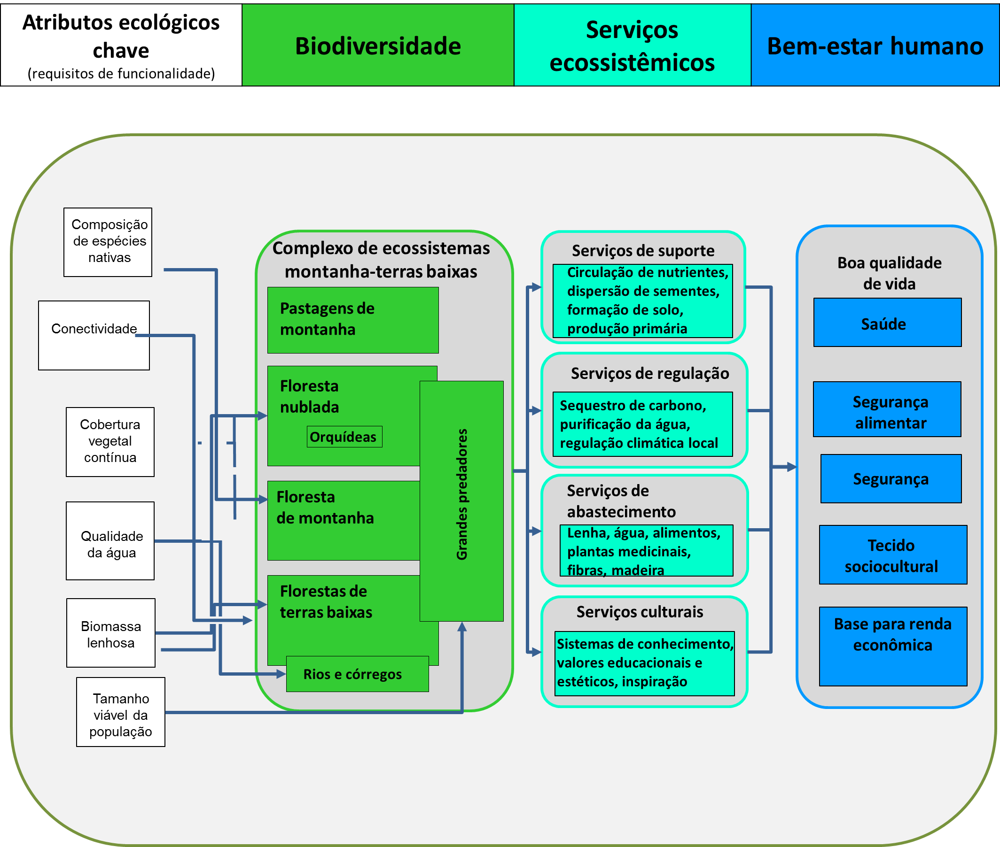 Atributos ecológicos
chave
(requisitos de funcionalidade)
Biodiversidade
Serviços
ecossistêmicos
Bem-estar humano
Composição
de espécies
nativas
Conectividade
Cobertura
vegetal
contínua
Qualidade
da água
Biomassa
lenhosa
Tamanho
viável da
população
Complexo de ecossistemas
montanha-terras baixas
Pastagens de
montanha
Floresta
nublada
Orquídeas
Floresta
de montanha
Florestas de
terras baixas
Rios e córregos
Grandes predadores
Serviços de suporte
Circulação de nutrientes,
dispersão de sementes,
formação de solo,
produção primária
Serviços de regulação
Sequestro de carbono,
purificação da água,
regulação climática local
Serviços de
abastecimento
Lenha, água, alimentos,
plantas medicinais,
fibras, madeira
Serviços culturais
Sistemas de conhecimento,
valores educacionais e
estéticos, inspiração
Boa qualidade
de vida
Saúde
Segurança
alimentar
Segurança
Tecido
sociocultural
Base para renda
econômica